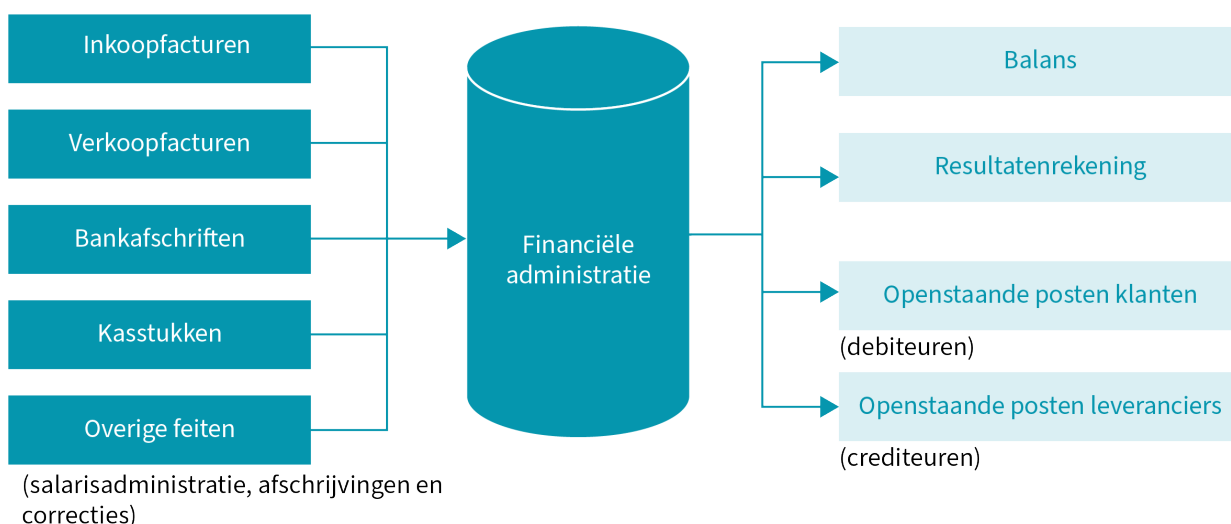 Inkoopfacturen
Verkoopfacturen
Bankafschriften
Kasstukken
Overige feiten
(salarisadministratie, afschrijvingen en
correcties)
Financiële
administratie
Balans
Resultatenrekening
Openstaande posten klanten
(debiteuren)
Openstaande posten leveranciers
(crediteuren)